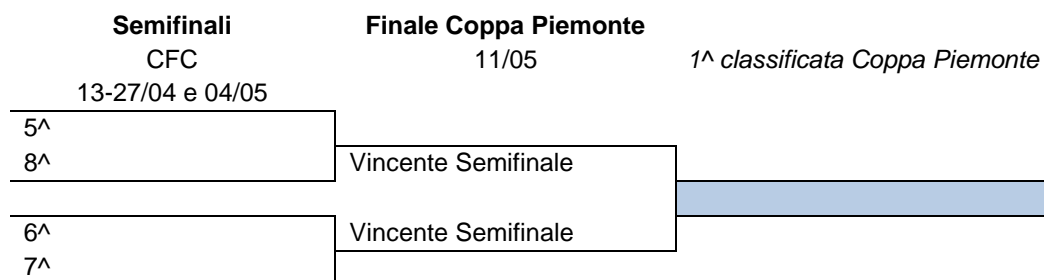 Semifinali Finale Coppa Piemonte
CFC 11/05 1^ classificata Coppa Piemonte
13-27/04 e 04/05
5^
8^ Vincente Semifinale
6^ Vincente Semifinale
7^